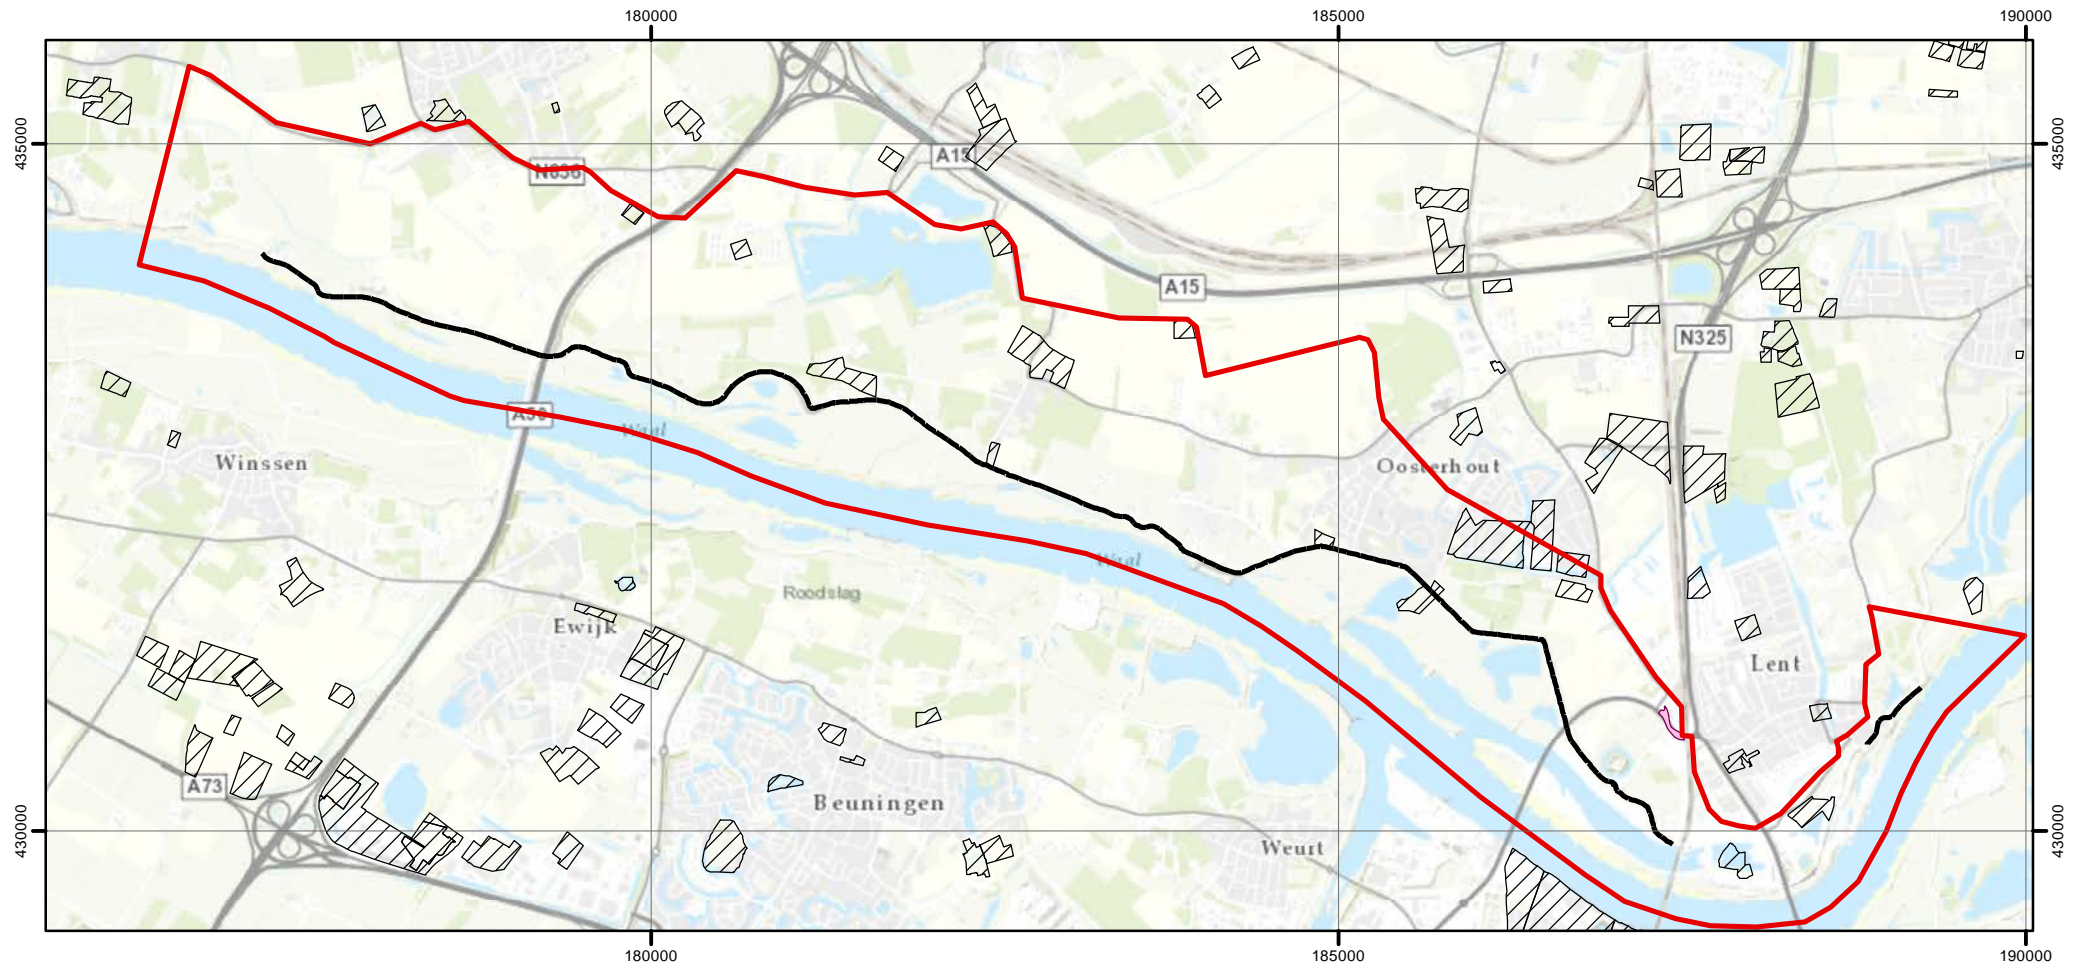 180000
185000
190000
435000
435000
A15
N836
A15
N325
A50
Waal
Winssen
Oosterhout
Waal
Roodslag
Ewijk
Lent
A73
Beuningen
430000
430000
Weurt
180000
185000
190000